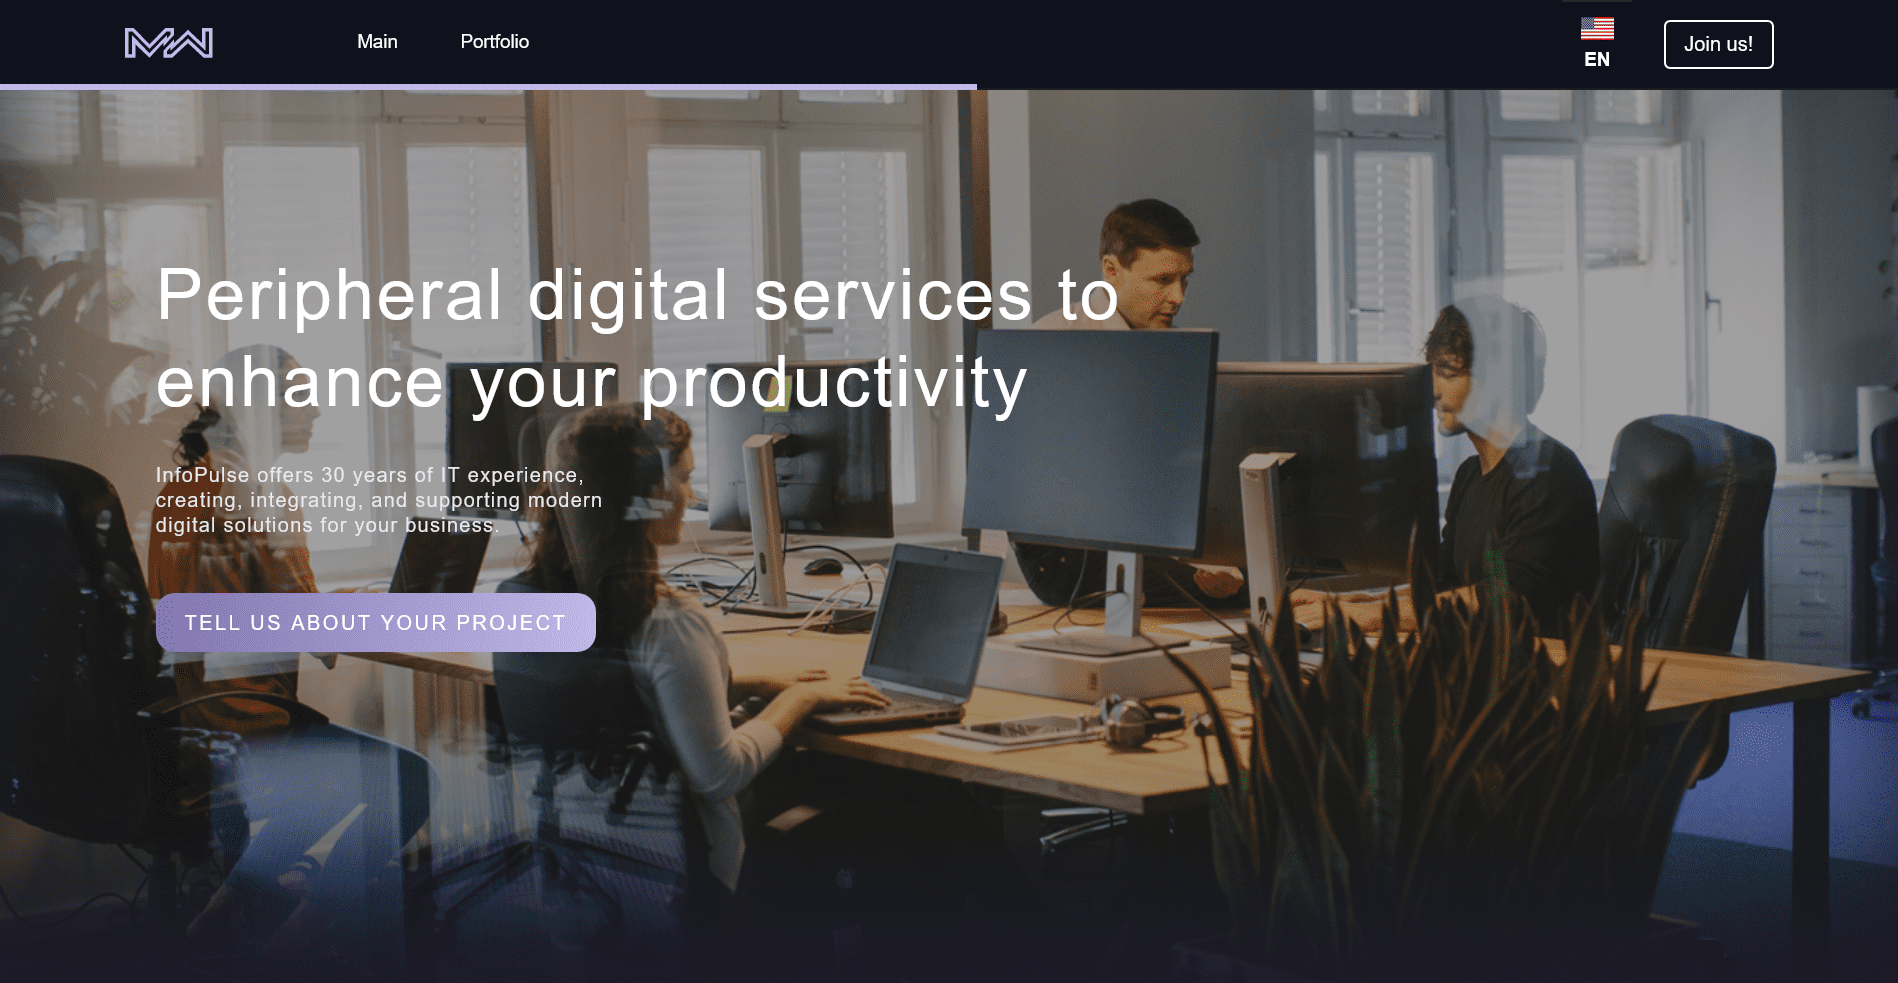 Main
Portfolio
EN
Join us!
Peripheral digital services to
enhance your productivity
InfoPulse offers 30 years of IT experience,
creating, integrating, and supporting modern
digital solutions for your business.
TELL US ABOUT YOUR PROJECT